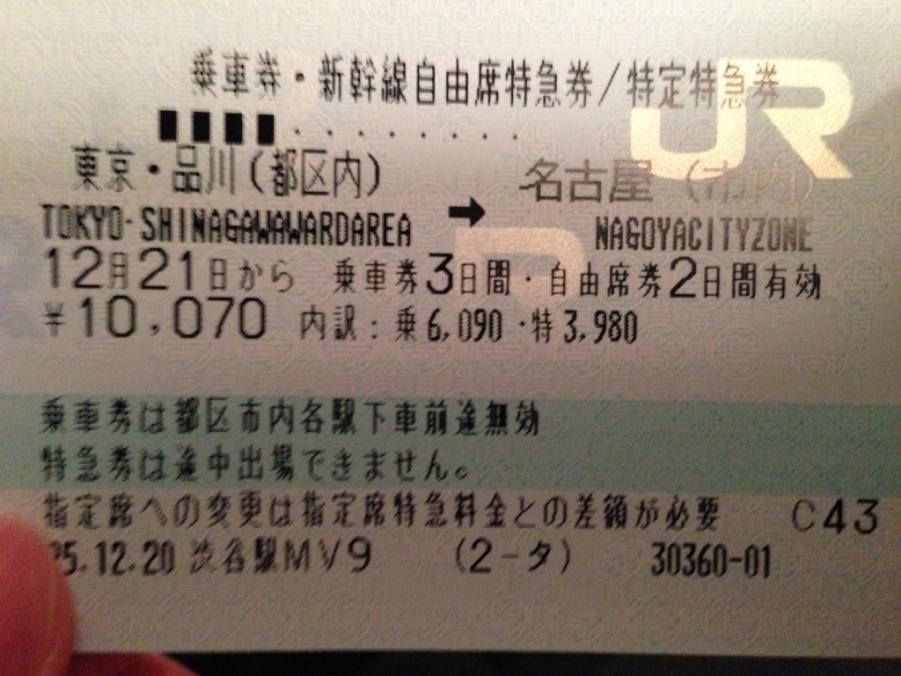 乗車券・新幹線自由席特急券/特定特急券
JR
■■■■・・・・・・・・
東京・品川(都区内) → 名古屋(市内)
TOKYO・SHINAGAWAWARDAREA NAGOYACITYZONE
12月21日から 乗車券3日間・自由席券2日間有効
¥10,070 内訳:乗6,090・特3,980
乗車券は都区市内各駅下車前途無効
特急券は途中出場できません。
指定席への変更は指定席特急料金との差額が必要 C43
5.12.20 渋谷駅MV9 (2-タ) 30360-01